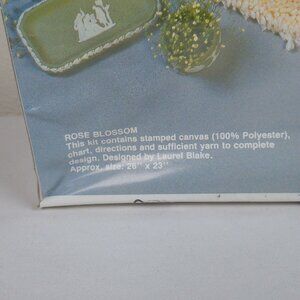 ROSE BLOSSOM
This kit contains stamped canvas (100% Polyester),
chart, directions and sufficient yarn to complete
design. Designed by Laurel Blake.
Approx. size: 26" x 23"